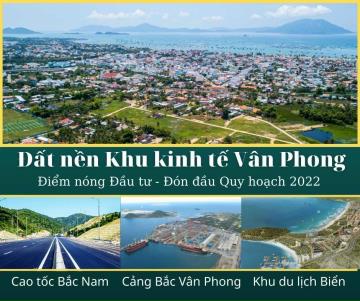 Đất nền Khu kinh tế Vân Phong
Điểm nóng Đầu tư - Đón đầu Quy hoạch 2022
Cao tốc Bắc Nam Cảng Bắc Vân Phong Khu du lịch Biển